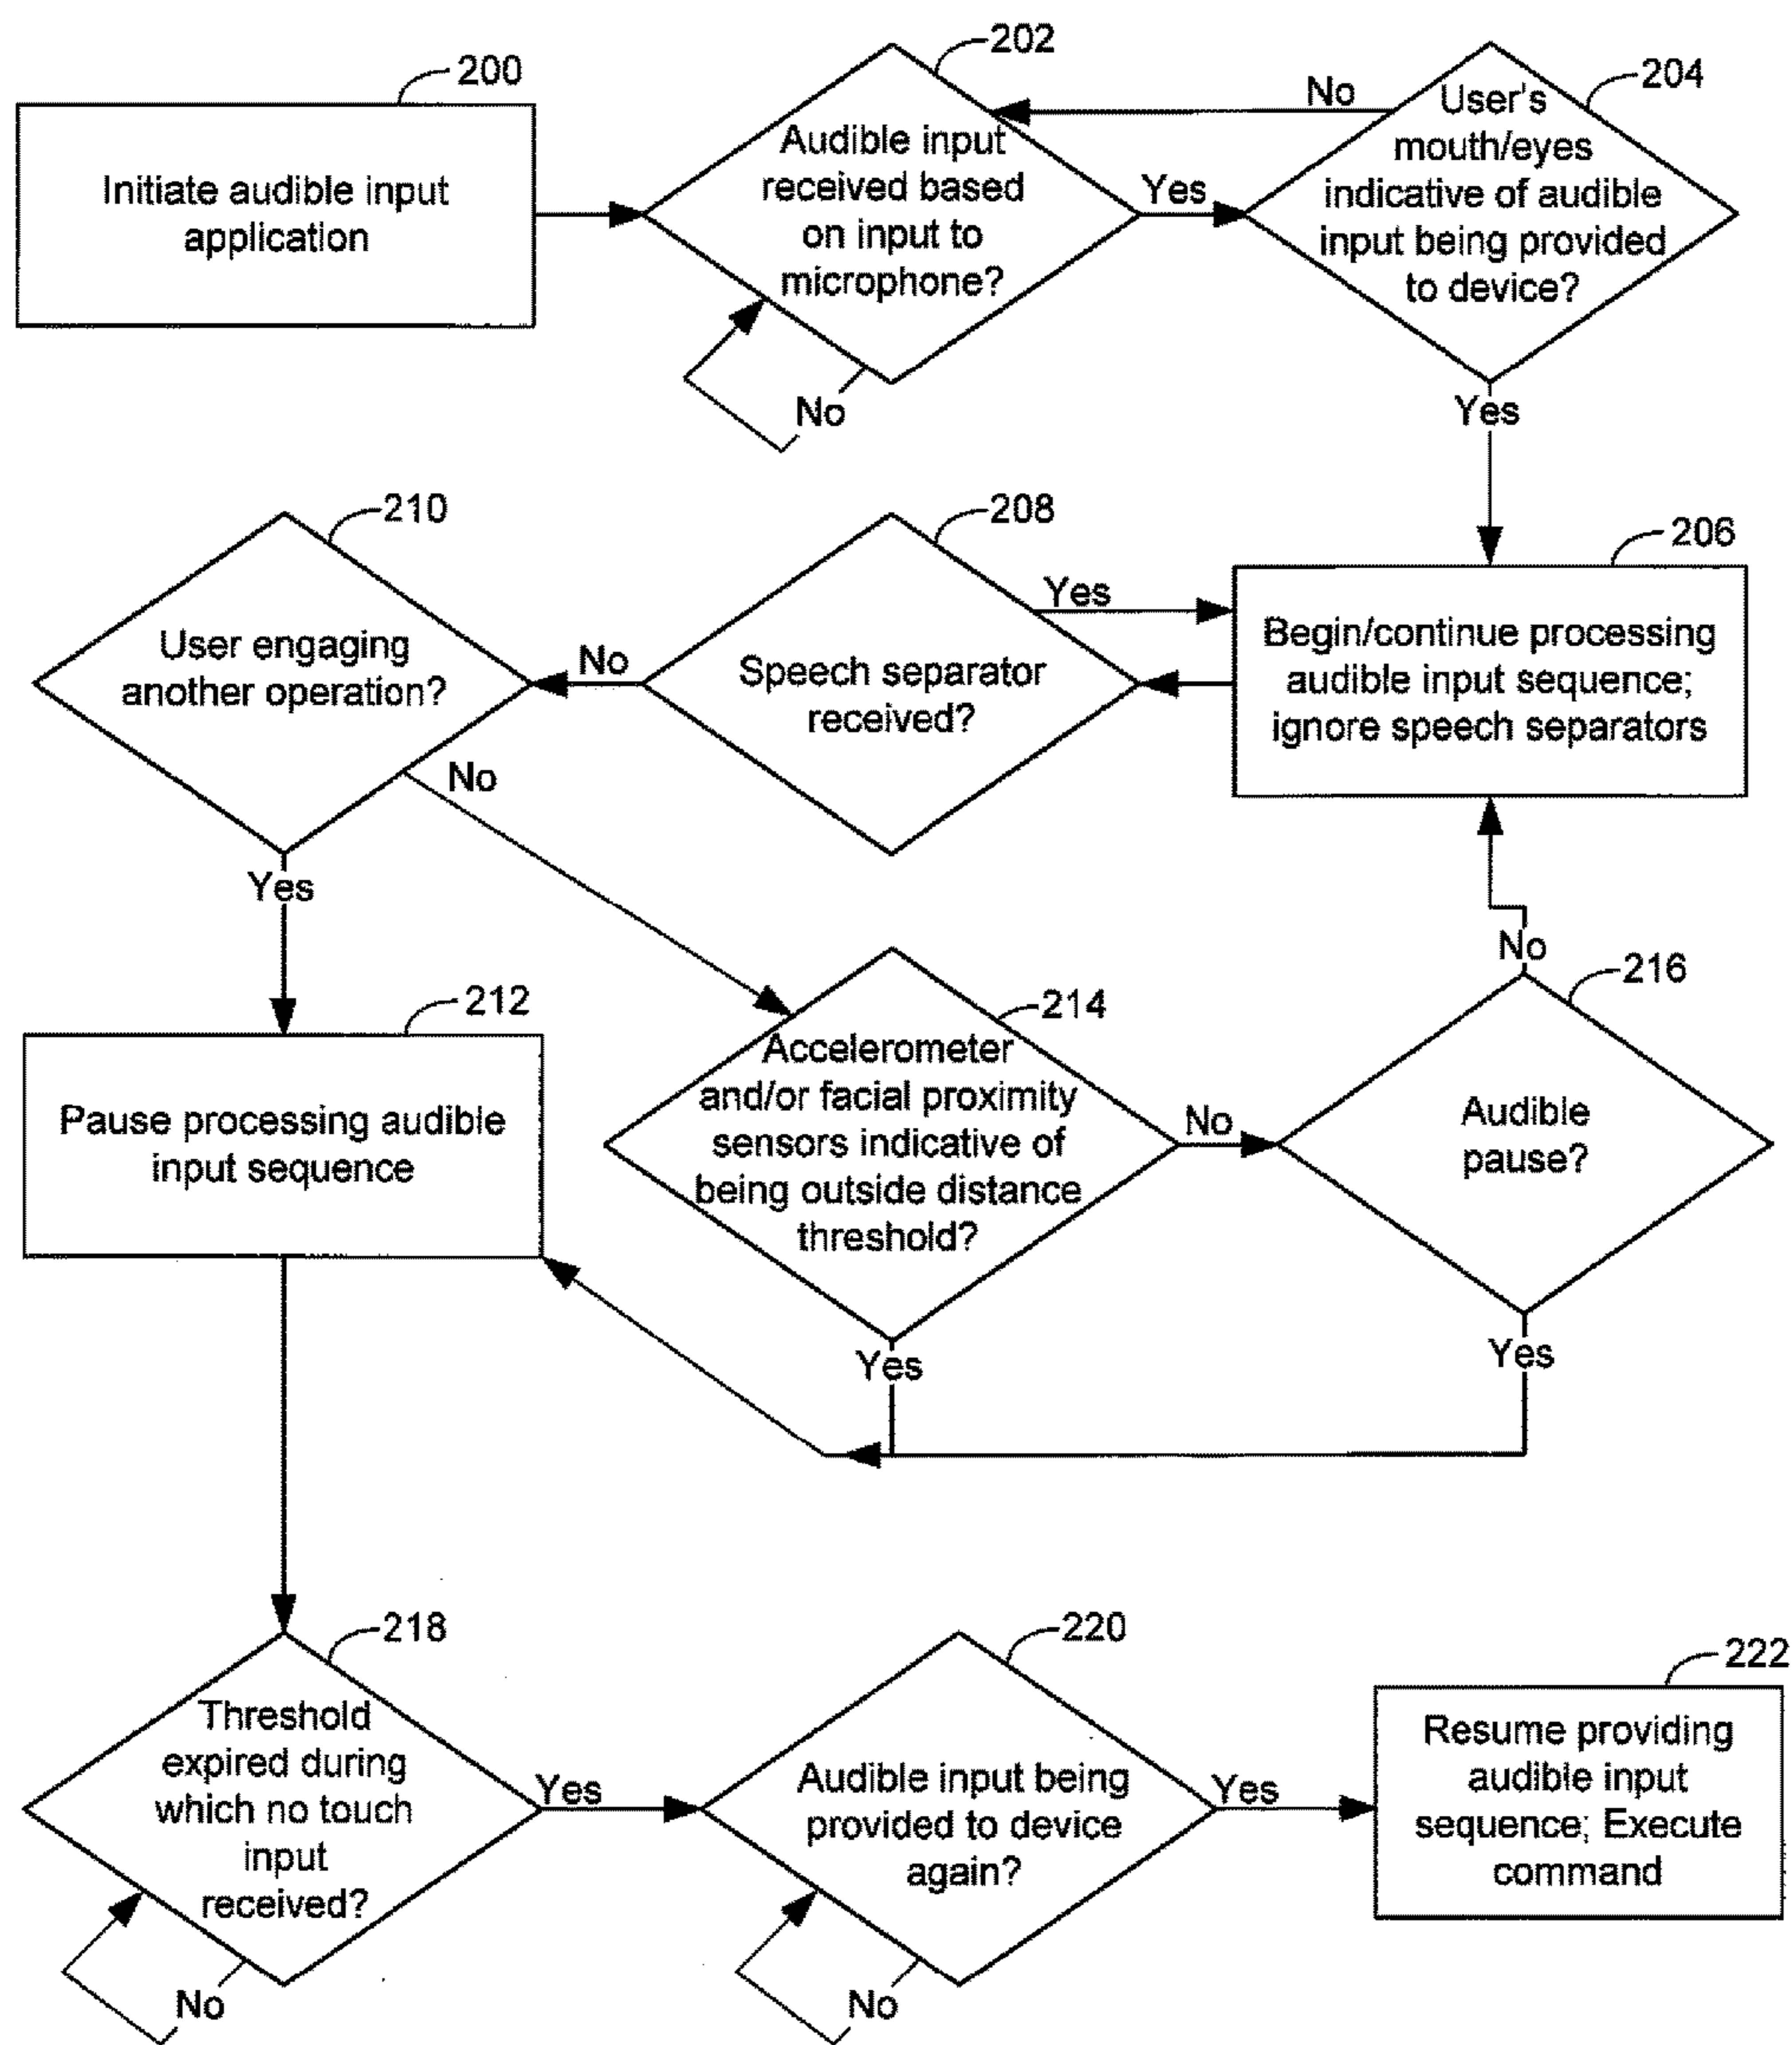 200
Initiate audible input
application
202
Audible input
received based
on input to
microphone?
No
Yes
No
204
User's
mouth/eyes
indicative of audible
input being provided
to device?
Yes
206
Begin/continue processing
audible input sequence;
ignore speech separators
208
Speech separator
received?
Yes
No
210
User engaging
another operation?
No
Yes
212
Pause processing audible
input sequence
214
Accelerometer
and/or facial proximity
sensors indicative of
being outside distance
threshold?
No
Yes
216
Audible
pause?
No
Yes
218
Threshold
expired during
which no touch
input
received?
No
Yes
220
Audible input being
provided to device
again?
No
Yes
222
Resume providing
audible input
sequence; Execute
command